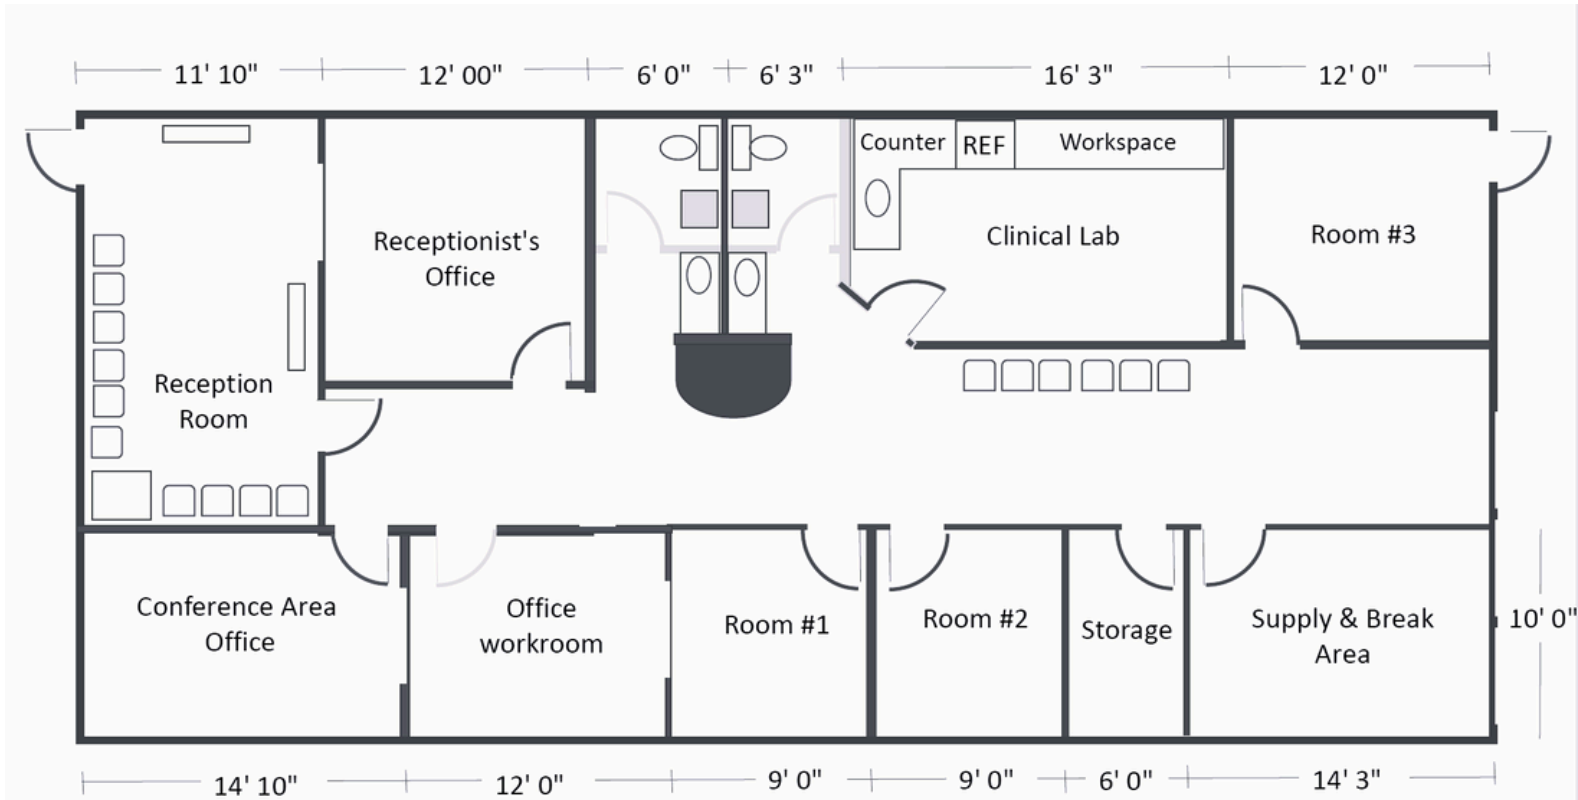 11' 10"
12' 00"
6' 0"
6' 3"
16' 3"
12' 0"
Counter
REF
Workspace
Receptionist's
Office
Clinical Lab
Room #3
Reception
Room
Conference Area
Office
Office
workroom
Room #1
Room #2
Storage
Supply & Break
Area
10' 0"
14' 10"
12' 0"
9' 0"
9' 0"
6' 0"
14' 3"